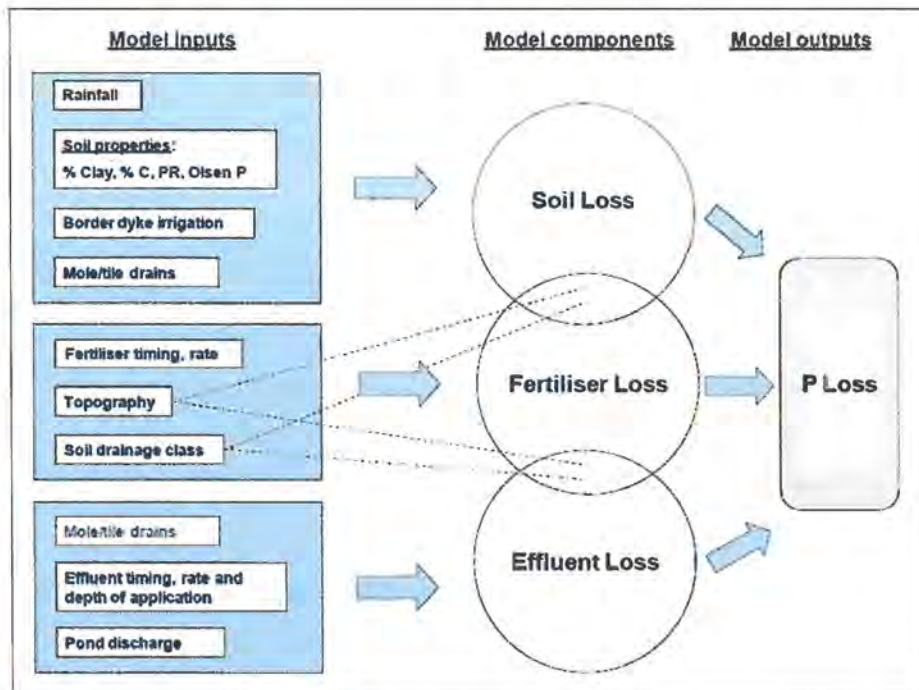 Model inputs
Model components
Model outputs
Rainfall
Soil properties:
% Clay, % C, PR, Olsen P
Border dyke irrigation
Mole/tile drains
Fertiliser timing, rate
Topography
Soil drainage class
Mole/tile drains
Effluent timing, rate and
depth of application
Pond discharge
Soil Loss
Fertiliser Loss
Effluent Loss
P Loss